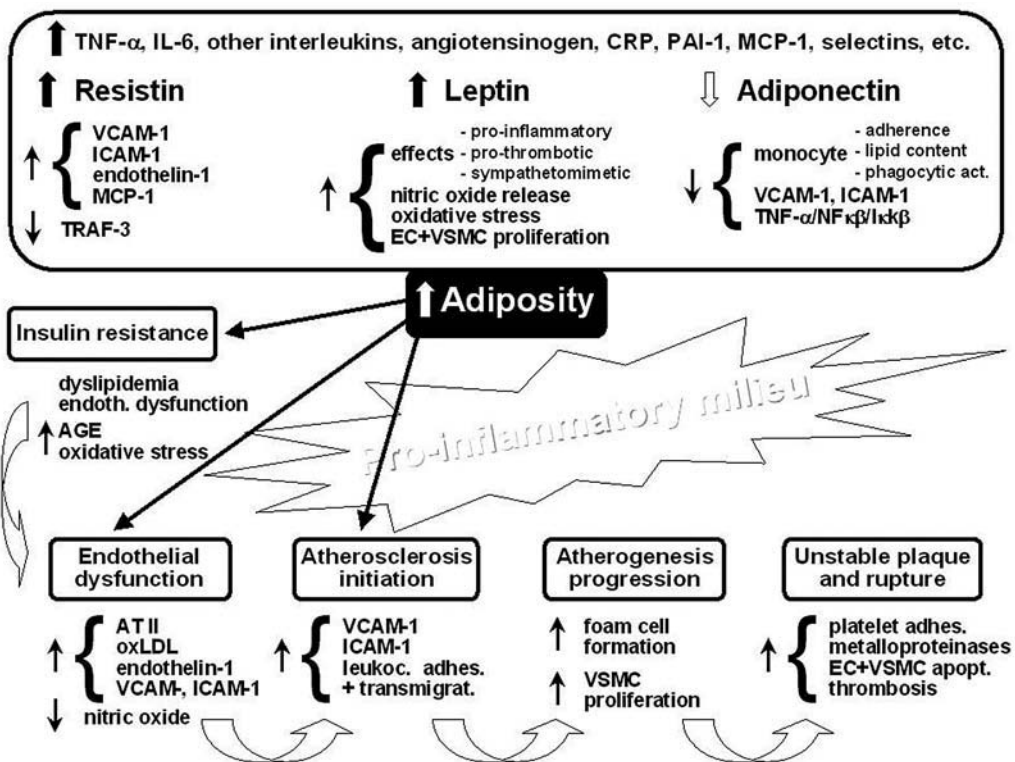 ⬆ TNF-α, IL-6, other interleukins, angiotensinogen, CRP, PAI-1, MCP-1, selectins, etc.
⬆ Resistin
↑
VCAM-1
ICAM-1
endothelin-1
MCP-1
↓ TRAF-3
⬆ Leptin
↑
effects
- pro-inflammatory
- pro-thrombotic
- sympathetomimetic
nitric oxide release
oxidative stress
EC+VSMC proliferation
⇩ Adiponectin
↓
monocyte
- adherence
- lipid content
- phagocytic act.
VCAM-1, ICAM-1
TNF-α/NFκβ/Iκkβ
⬆ Adiposity
Insulin resistance
dyslipidemia
endoth. dysfunction
↑ AGE
oxidative stress
Pro-inflammatory milieu
Endothelial
dysfunction
↑
AT II
oxLDL
endothelin-1
VCAM-, ICAM-1
↓ nitric oxide
Atherosclerosis
initiation
↑
VCAM-1
ICAM-1
leukoc. adhes.
+ transmigrat.
Atherogenesis
progression
↑ foam cell
formation
↑ VSMC
proliferation
Unstable plaque
and rupture
↑
platelet adhes.
metalloproteinases
EC+VSMC apopt.
thrombosis